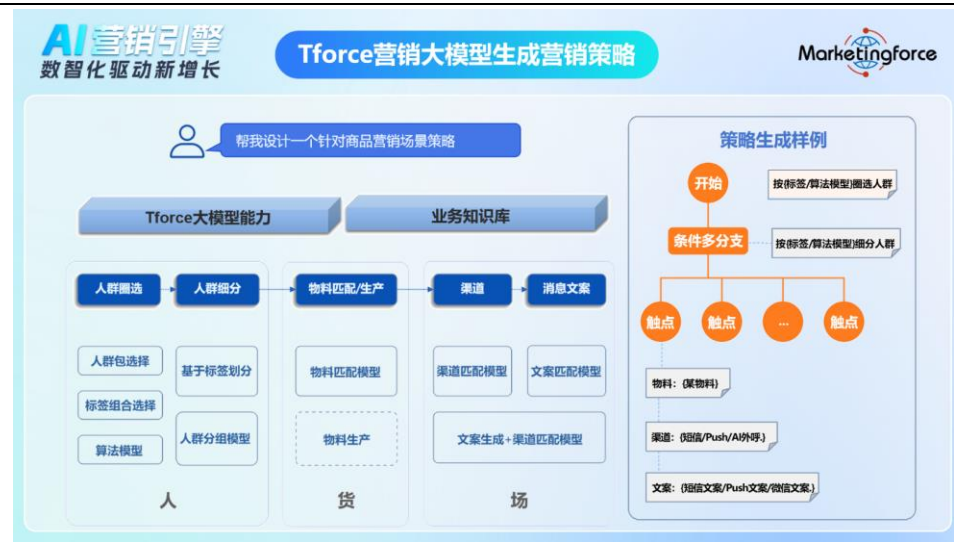 AI营销引擎
数智化驱动新增长
Tforce营销大模型生成营销策略
Marketingforce
帮我设计一个针对商品营销场景策略
Tforce大模型能力
业务知识库
人群圈选
人群细分
物料匹配/生产
渠道
消息文案
人群包选择
标签组合选择
算法模型
基于标签划分
人群分组模型
物料匹配模型
物料生产
渠道匹配模型
文案匹配模型
文案生成+渠道匹配模型
人
货
场
策略生成样例
开始
按{标签/算法模型}圈选人群
条件多分支
按{标签/算法模型}细分人群
触点
触点
...
触点
物料：{某物料}
渠道：{短信/Push/AI外呼.}
文案：{短信文案/Push文案/微信文案.}